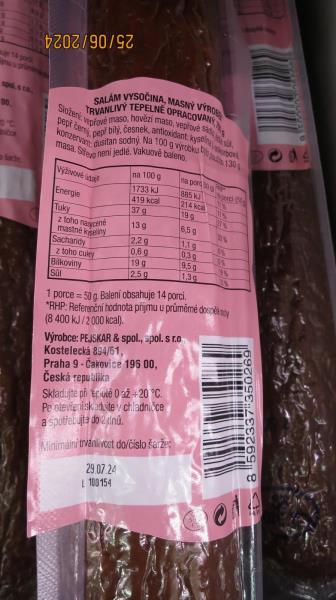 25/06/2024
SALÁM VYSOČINA, MASNÝ VÝROBEK
TRVANLIVÝ TEPELNĚ OPRACOVANÝ
Složení: vepřové maso, hovězí maso, vepřové
pepř černý, pepř bílý, česnek, antioxidant:
konzervant: dusitan sodný. Na 100 g výrobku 130 g
masa. Střevo není jedlé. Vakuově baleno.
Výživové údaje na 100 g na porci 50 g
Energie 1733 kJ 885 kJ
419 kcal 214 kcal
Tuky 37 g 19 g
z toho nasycené
mastné kyseliny 13 g 6,5 g
Sacharidy 2,2 g 1,1 g
z toho cukry 0,6 g 0,3 g
Bílkoviny 19 g 9,5 g
Sůl 2,5 g 1,3 g
1 porce = 50 g. Balení obsahuje 14 porcí.
*RHP: Referenční hodnota příjmu u průměrné dospělé
(8 400 kJ / 2 000 kcal).
Výrobce: PEJSKAR & spol., spol. s r.o.
Kostelecká 894/61,
Praha 9 - Čakovice 196 00,
Česká republika
Skladujte při teplotě 0 až +20 °C.
Po otevření skladujte v chladničce
a spotřebujte do 2 dnů.
Minimální trvanlivost do/číslo šarže:
29.07.24
L 100154
8 592337 350269